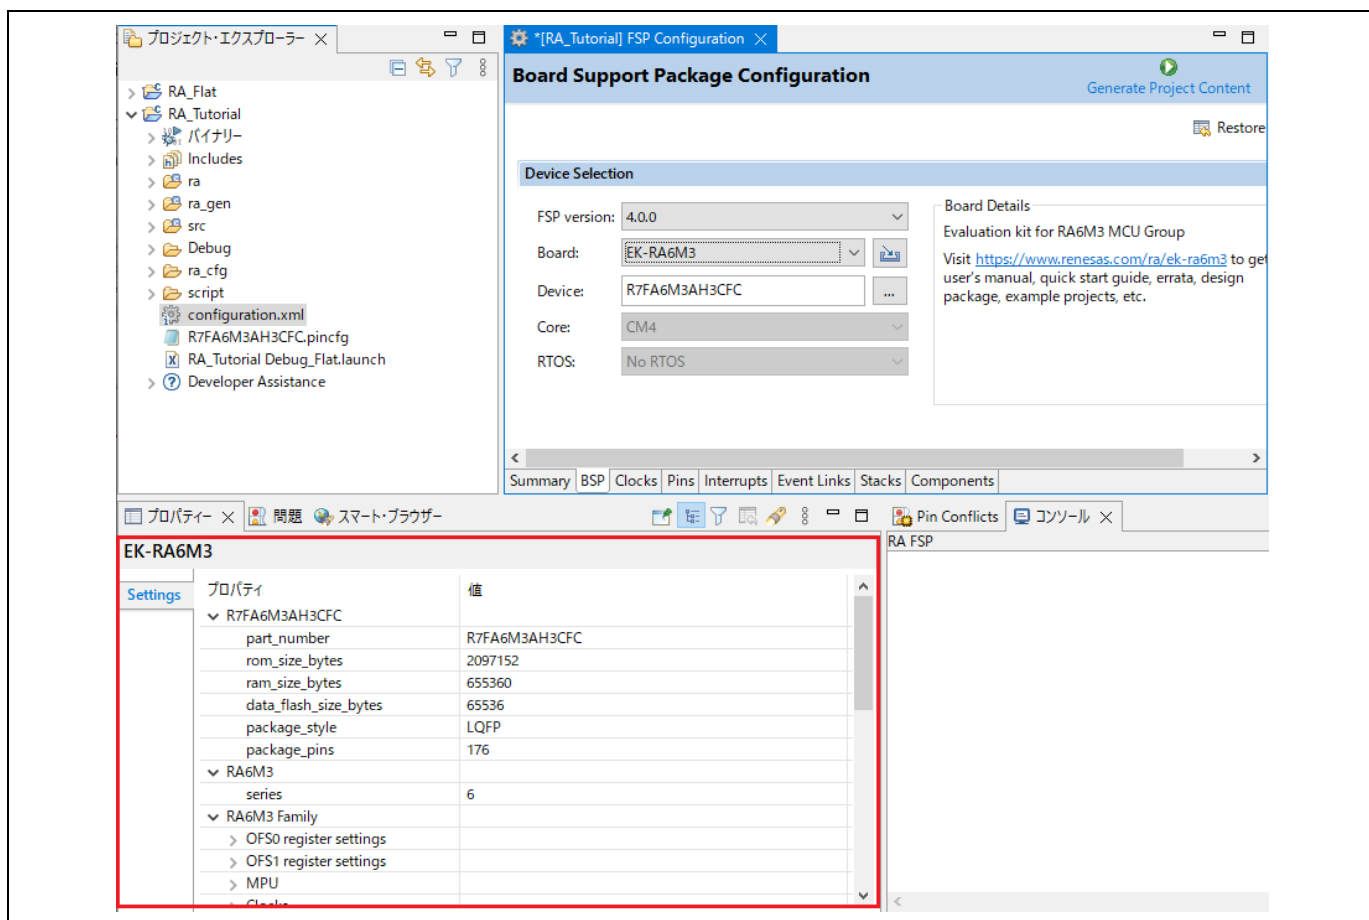 プロジェクト・エクスプローラー
RA_Flat
RA_Tutorial
バイナリー
Includes
ra
ra_gen
src
Debug
ra_cfg
script
configuration.xml
R7FA6M3AH3CFC.pincfg
RA_Tutorial Debug_Flat.launch
Developer Assistance
*[RA_Tutorial] FSP Configuration
Board Support Package Configuration
Generate Project Content
Restore
Device Selection
FSP version: 4.0.0
Board: EK-RA6M3
Device: R7FA6M3AH3CFC ...
Core: CM4
RTOS: No RTOS
Board Details
Evaluation kit for RA6M3 MCU Group
Visit https://www.renesas.com/ra/ek-ra6m3 to get
user's manual, quick start guide, errata, design
package, example projects, etc.
Summary BSP Clocks Pins Interrupts Event Links Stacks Components
プロパティー 問題 スマート・ブラウザー
EK-RA6M3
Settings
プロパティ 値
R7FA6M3AH3CFC
part_number R7FA6M3AH3CFC
rom_size_bytes 2097152
ram_size_bytes 655360
data_flash_size_bytes 65536
package_style LQFP
package_pins 176
RA6M3
series 6
RA6M3 Family
OFS0 register settings
OFS1 register settings
MPU
Clocks
Pin Conflicts コンソール
RA FSP